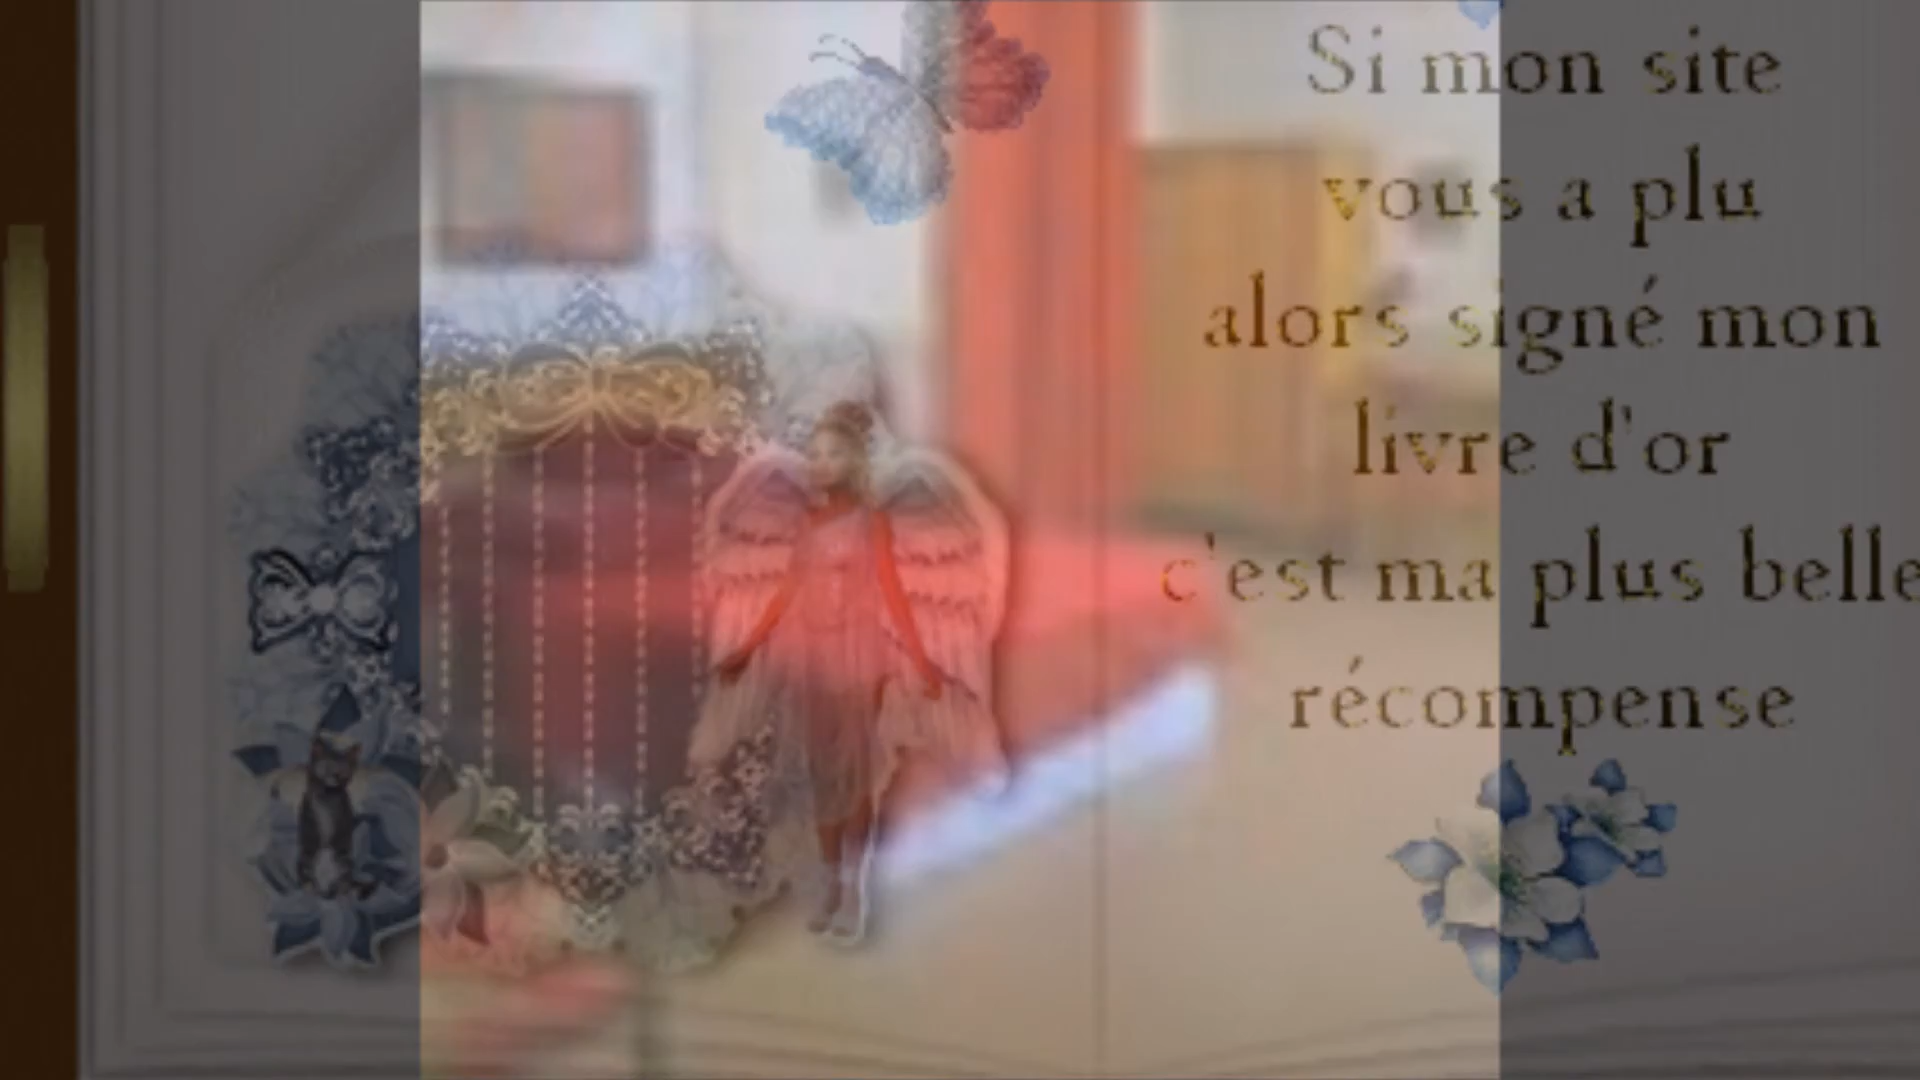 Si mon site
vous a plu
alors signé mon
livre d'or
c'est ma plus belle
récompense